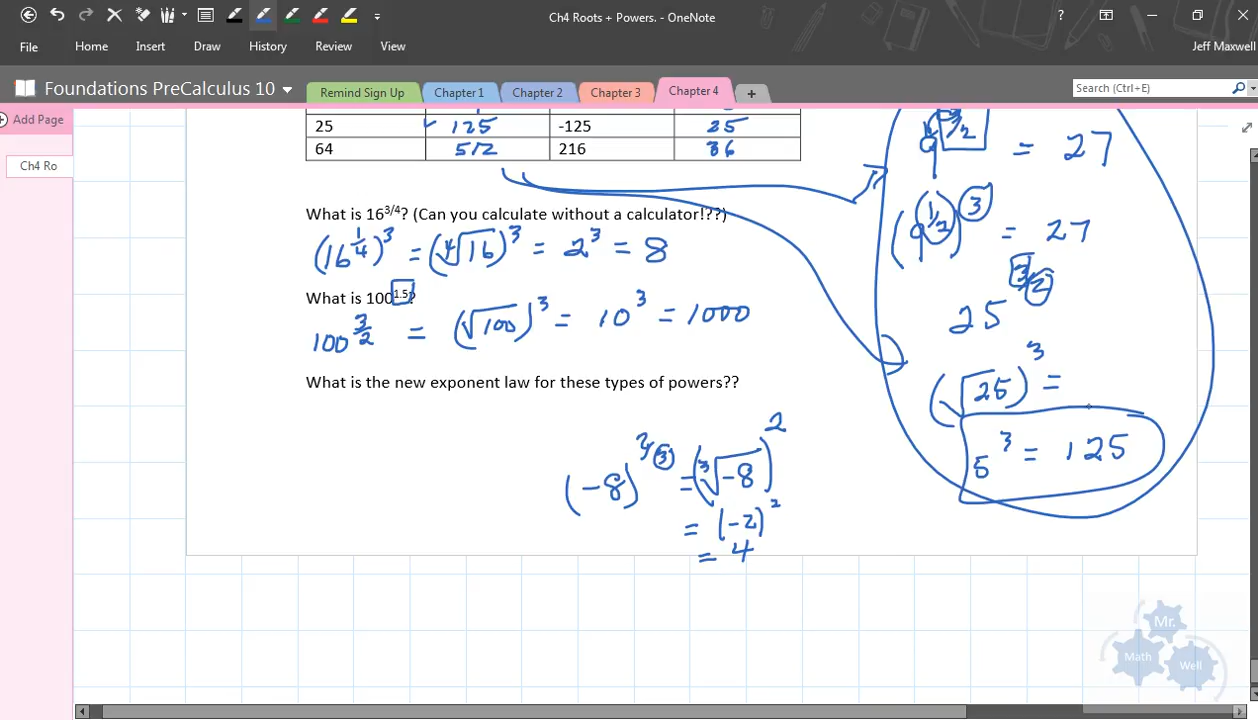 Ch4 Roots + Powers. - OneNote
?
File Home Insert Draw History Review View
Jeff Maxwell
Foundations PreCalculus 10
Remind Sign Up Chapter 1 Chapter 2 Chapter 3 Chapter 4 +
Search (Ctrl+E)
Add Page
Ch4 Ro
25 125 -125 25
64 512 216 36
9^3/2 = 27
What is 16^3/4? (Can you calculate without a calculator!??)
(9^1/2)^3 = 27
(16^1/4)^3 = (∜16)^3 = 2^3 = 8
What is 100^1.5?
25^3/2
100^3/2 = (√100)^3 = 10^3 = 1000
(√25)^3 =
What is the new exponent law for these types of powers??
5^3 = 125
(-8)^2/3 = (∛-8)^2
= (-2)^2
= 4
Mr.
Math Well